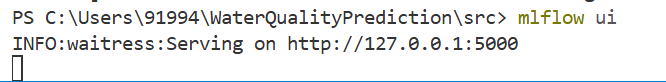 PS C:\Users\91994\WaterQualityPrediction\src> mlflow ui
INFO:waitress:Serving on http://127.0.0.1:5000